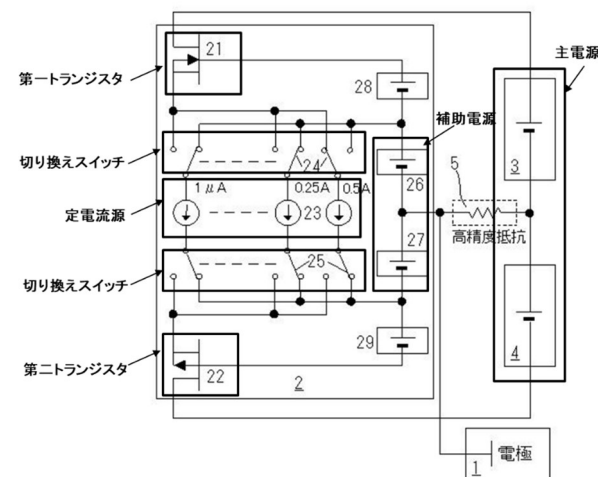 主電源
21
第一トランジスタ
28
補助電源
切り換えスイッチ
24
5
3
26
1μA
0.25A
0.5A
定電流源
23
高精度抵抗
27
切り換えスイッチ
25
29
4
第二トランジスタ
22
2
1
電極